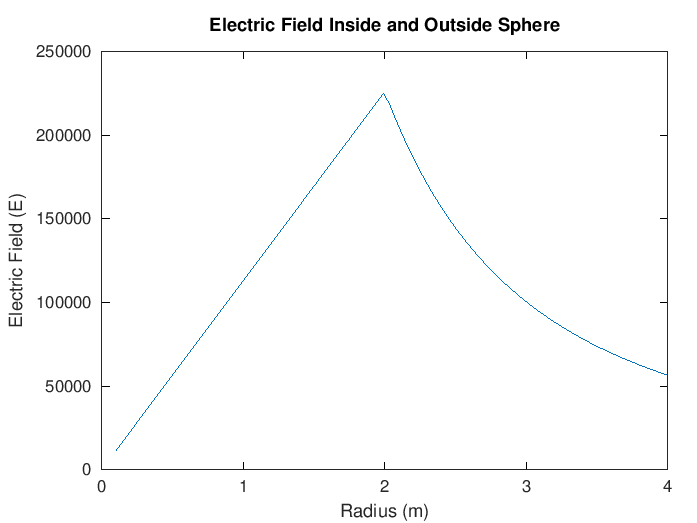 Electric Field Inside and Outside Sphere
250000
200000
150000
100000
50000
0
Electric Field (E)
0 1 2 3 4
Radius (m)